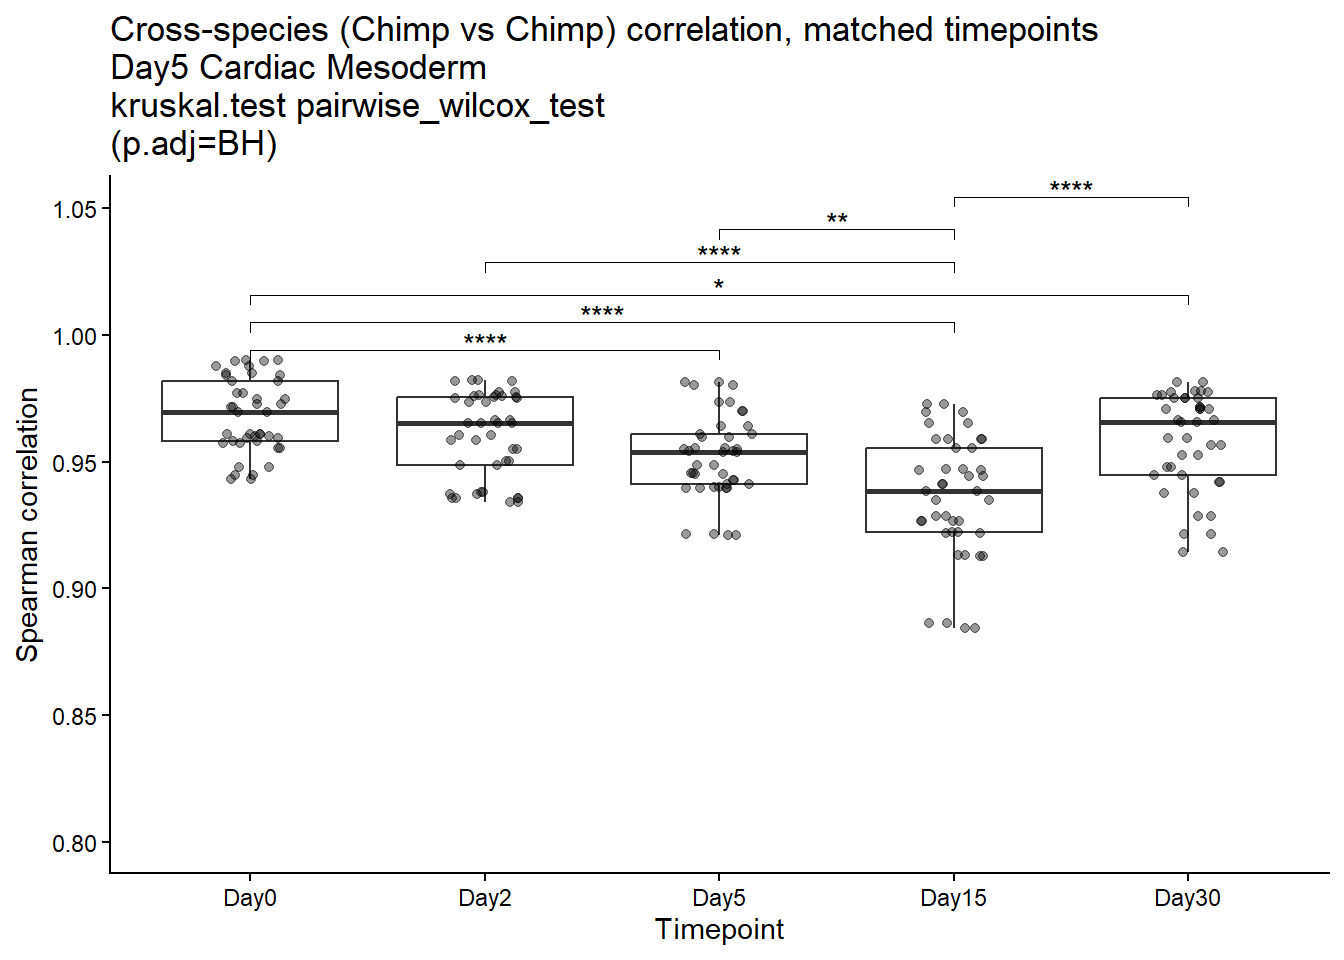 Cross-species (Chimp vs Chimp) correlation, matched timepoints
Day5 Cardiac Mesoderm
kruskal.test pairwise_wilcox_test
(p.adj=BH)
****
**
****
*
****
****
1.05
1.00
0.95
0.90
0.85
0.80
Spearman correlation
Day0 Day2 Day5 Day15 Day30
Timepoint